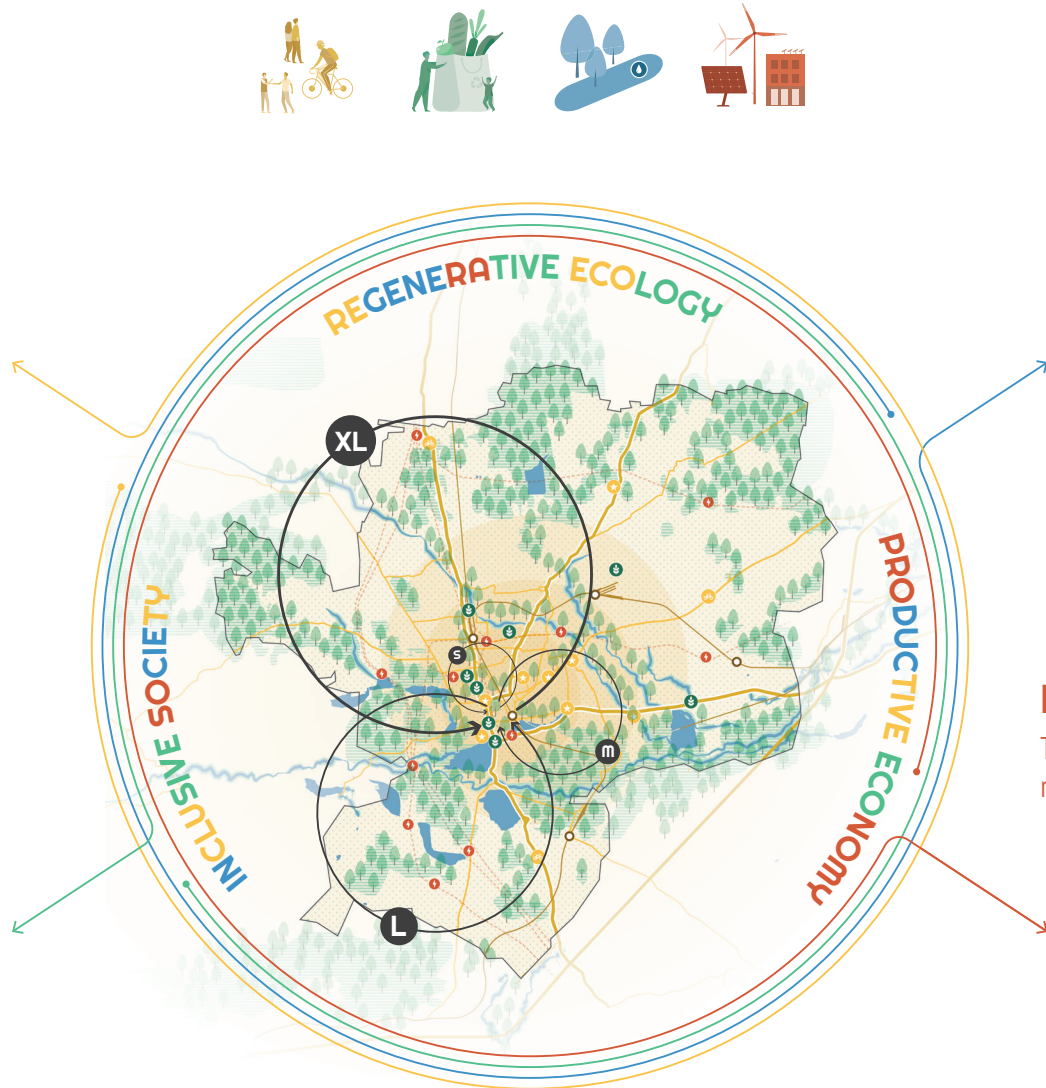 REGENERATIVE ECOLOGY
XL
PRODUCTIVE ECONOMY
INCLUSIVE SOCIETY
S
M
L